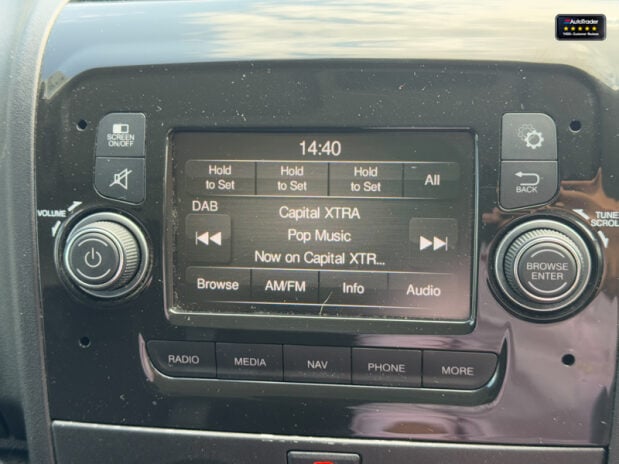 AutoTrader
SCREEN
ON/OFF
VOLUME
14:40
Hold
to Set
Hold
to Set
Hold
to Set
All
DAB
Capital XTRA
Pop Music
Now on Capital XTR...
Browse
AM/FM
Info
Audio
BACK
TUNE
SCROLL
BROWSE
ENTER
RADIO
MEDIA
NAV
PHONE
MORE